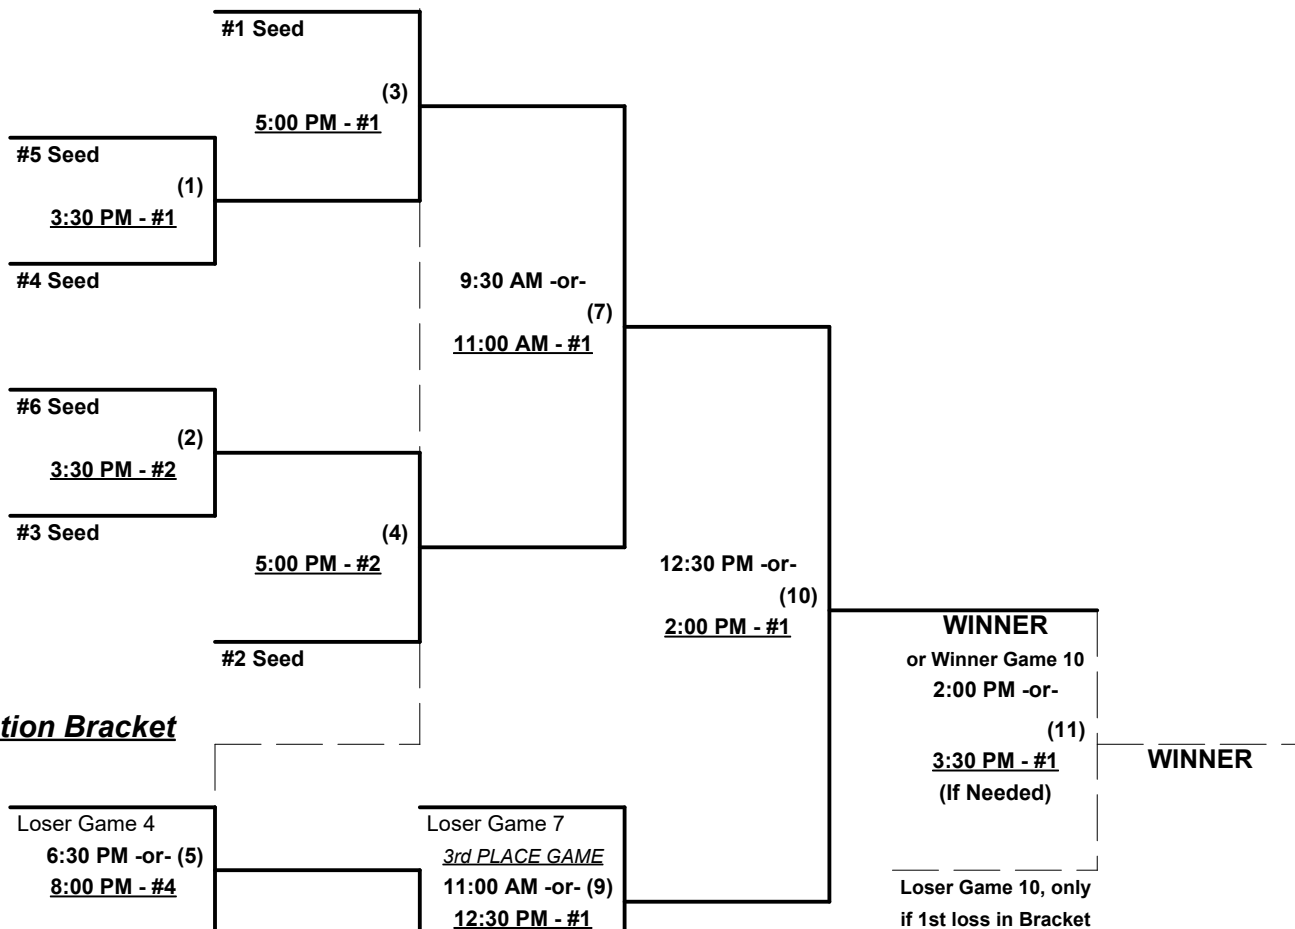 #1 Seed
(3)
5:00 PM - #1
#5 Seed
(1)
3:30 PM - #1
#4 Seed
9:30 AM -or-
(7)
11:00 AM - #1
#6 Seed
(2)
3:30 PM - #2
#3 Seed
(4)
5:00 PM - #2
#2 Seed
12:30 PM -or-
(10)
2:00 PM - #1
WINNER
or Winner Game 10
2:00 PM -or-
(11)
3:30 PM - #1
(If Needed)
WINNER
tion Bracket
Loser Game 4
6:30 PM -or- (5)
8:00 PM - #4
Loser Game 7
3rd PLACE GAME
11:00 AM -or- (9)
12:30 PM - #1
Loser Game 10, only
if 1st loss in Bracket